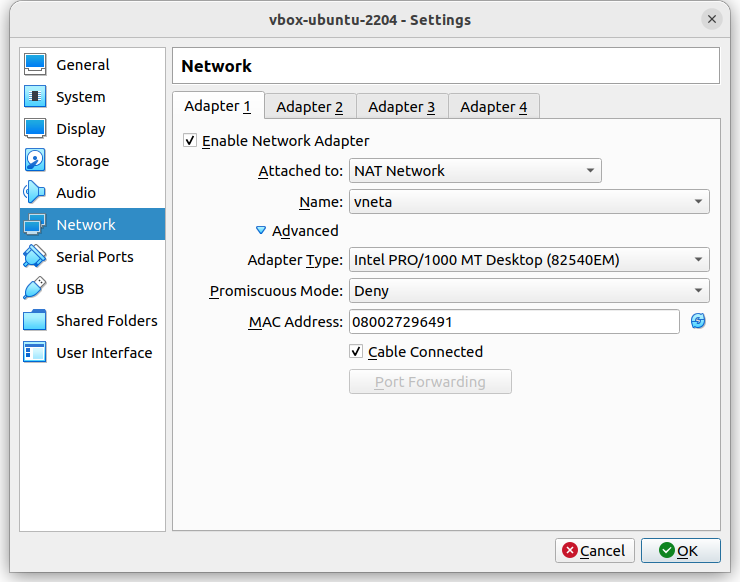 vbox-ubuntu-2204 - Settings
General
System
Display
Storage
Audio
Network
Serial Ports
USB
Shared Folders
User Interface
Network
Adapter 1 Adapter 2 Adapter 3 Adapter 4
Enable Network Adapter
Attached to: NAT Network
Name: vneta
Advanced
Adapter Type: Intel PRO/1000 MT Desktop (82540EM)
Promiscuous Mode: Deny
MAC Address: 080027296491
Cable Connected
Port Forwarding
Cancel OK